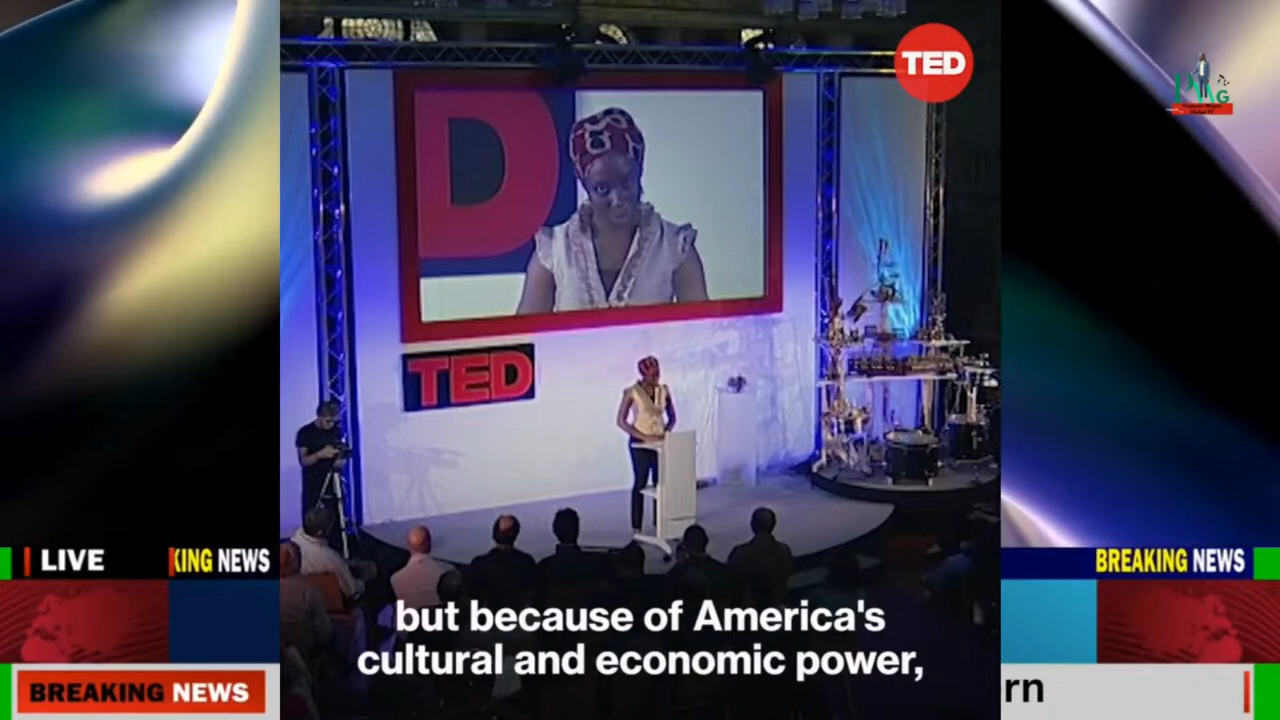 TED
D
TED
LIVE
KING NEWS
BREAKING NEWS
but because of America's
cultural and economic power,
BREAKING NEWS
rn